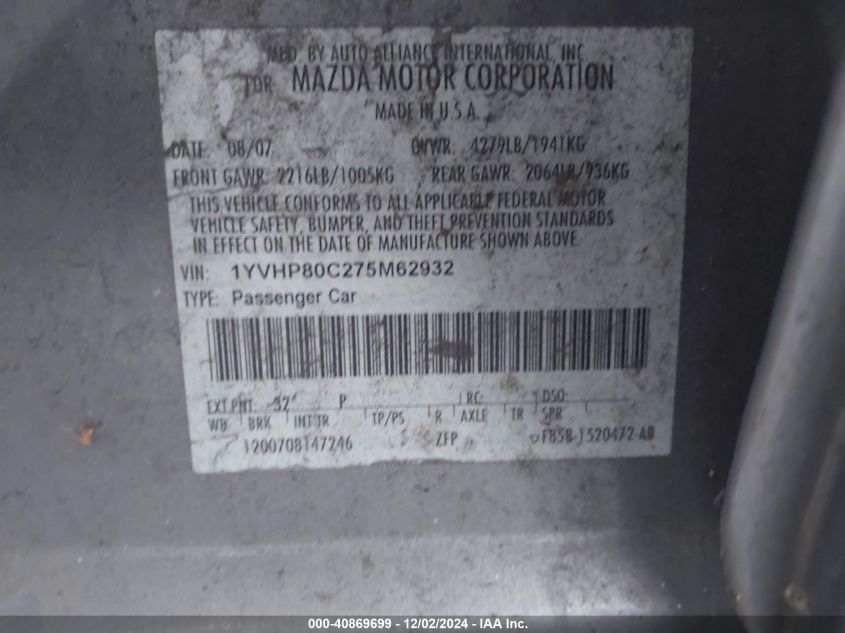 MFD. BY AUTO ALLIANCE INTERNATIONAL, INC
FOR MAZDA MOTOR CORPORATION
MADE IN U.S.A.
DATE: 08/07 GVWR: 4279LB/1941KG
FRONT GAWR: 2216LB/1005KG REAR GAWR: 2064LB/936KG
THIS VEHICLE CONFORMS TO ALL APPLICABLE FEDERAL MOTOR
VEHICLE SAFETY, BUMPER, AND THEFT PREVENTION STANDARDS
IN EFFECT ON THE DATE OF MANUFACTURE SHOWN ABOVE.
VIN: 1YVHP80C275M62932
TYPE: Passenger Car
EXT PNT: 32 P RC DSO
WB BRK INT TR TP/PS R AXLE TR SPR
1200708147246 ZFP F85B-1520472-AB
000-40869699 - 12/02/2024 - IAA Inc.